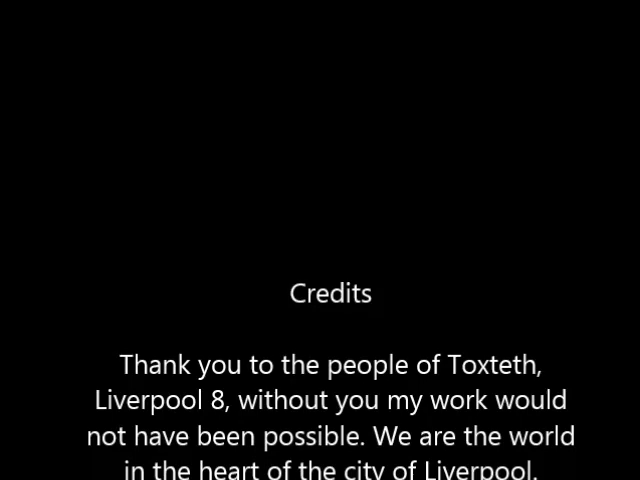 Credits
Thank you to the people of Toxteth,
Liverpool 8, without you my work would
not have been possible. We are the world
in the heart of the city of Liverpool.